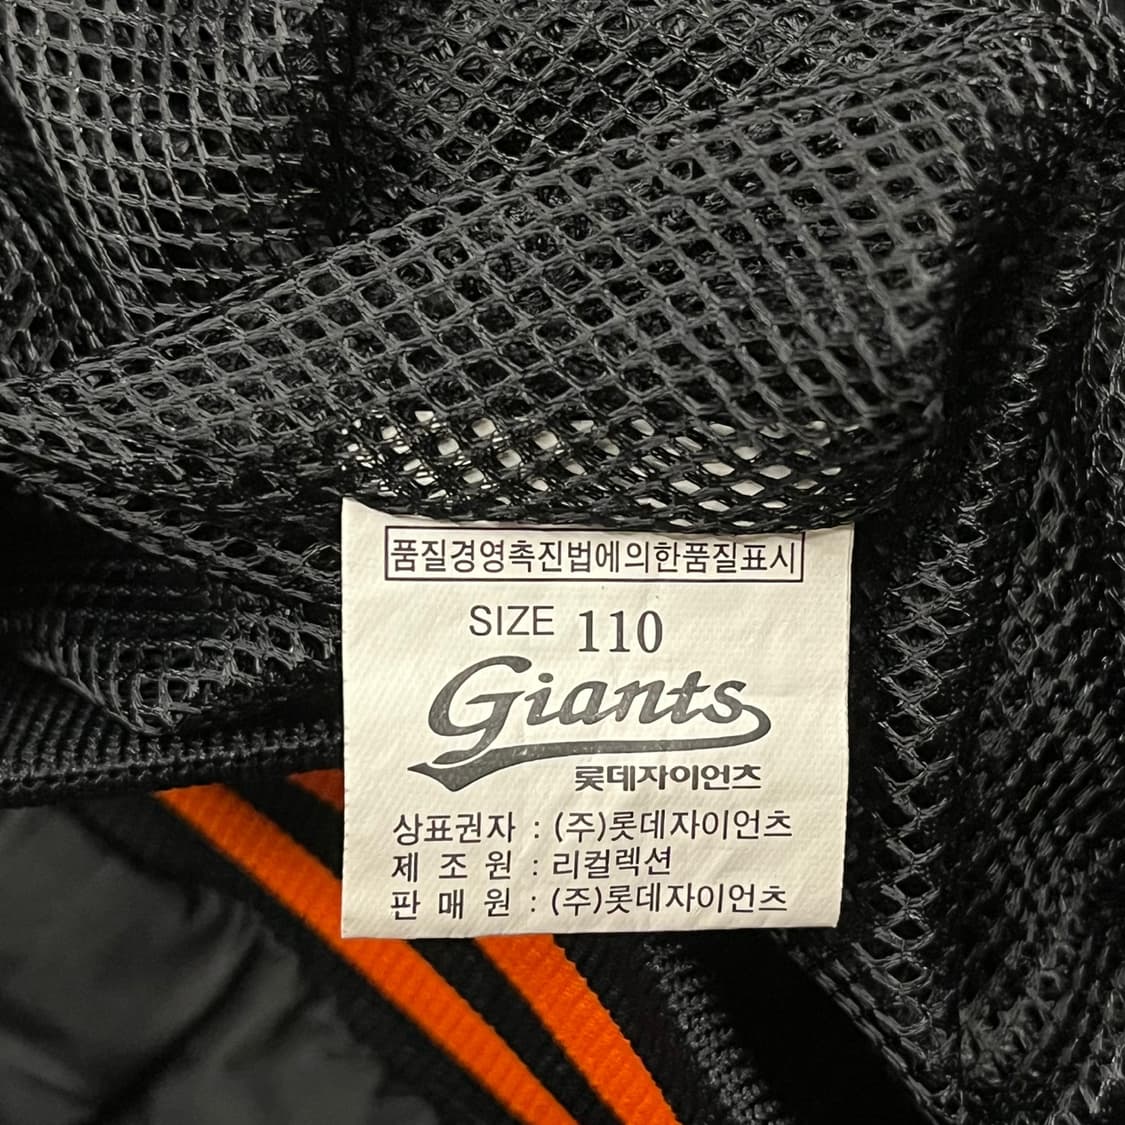 품질경영촉진법에의한품질표시
SIZE 110
Giants
롯데자이언츠
상표권자 : (주)롯데자이언츠
제 조 원 : 리컬렉션
판 매 원 : (주)롯데자이언츠